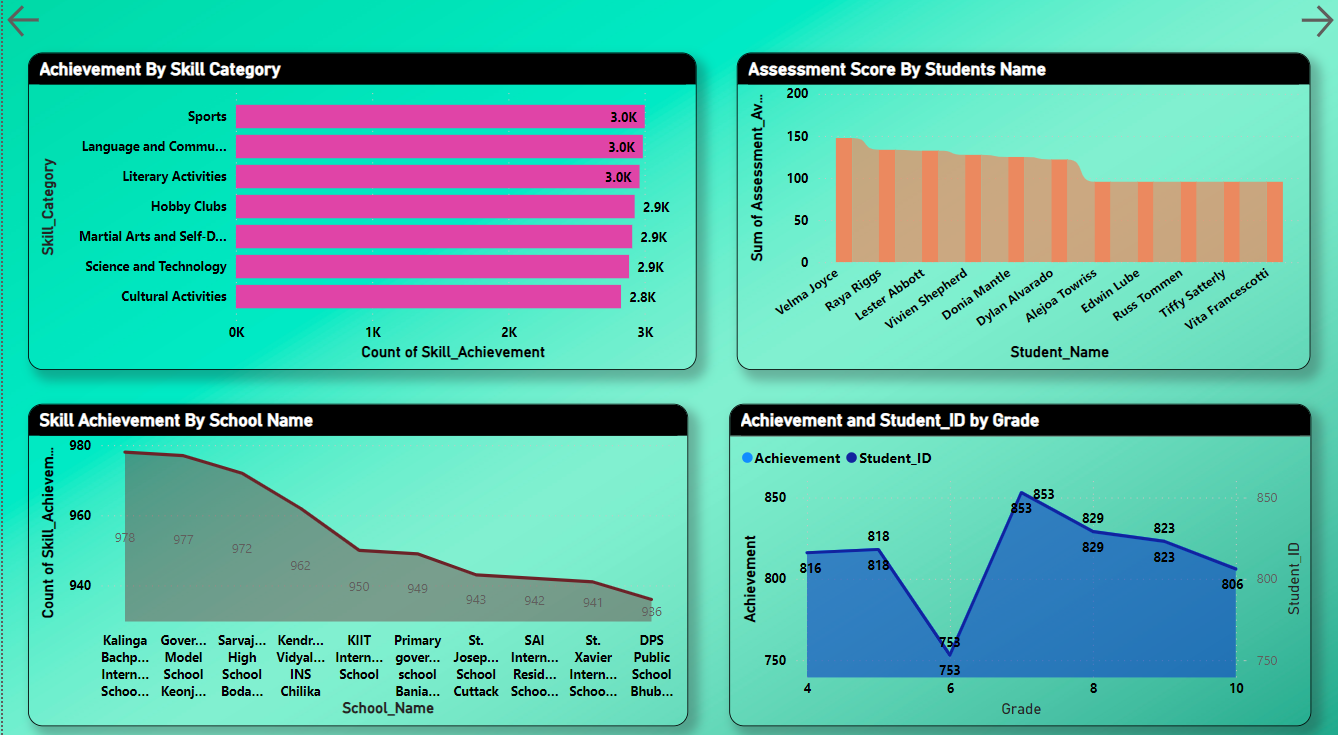 Achievement By Skill Category
Skill_Category
Sports
3.0K
Language and Commu...
3.0K
Literary Activities
3.0K
Hobby Clubs
2.9K
Martial Arts and Self-D...
2.9K
Science and Technology
2.9K
Cultural Activities
2.8K
0K 1K 2K 3K
Count of Skill_Achievement
Assessment Score By Students Name
Sum of Assessment_Av...
200
150
100
50
0
Velma Joyce
Raya Riggs
Lester Abbott
Vivien Shepherd
Donia Mantle
Dylan Alvarado
Alejoa Towriss
Edwin Lube
Russ Tommen
Tiffy Satterly
Vita Francescotti
Student_Name
Skill Achievement By School Name
Count of Skill_Achievem...
980
960
940
978 977 972 962 950 949 943 942 941 936
Kalinga Gover... Sarvaj... Kendr... KIIT Primary St. SAI St. DPS
Bachp... Model High Vidyal... Intern... gover... Josep... Intern... Xavier Public
Intern... School School INS School school School Resid... Intern... School
Schoo... Keonj... Boda... Chilika Bania... Cuttack Schoo... Schoo... Bhub...
School_Name
Achievement and Student_ID by Grade
Achievement Student_ID
Achievement
850
800
750
816
818
818
753
753
853
853
829
829
823
823
806
850
800
750
Student_ID
4 6 8 10
Grade